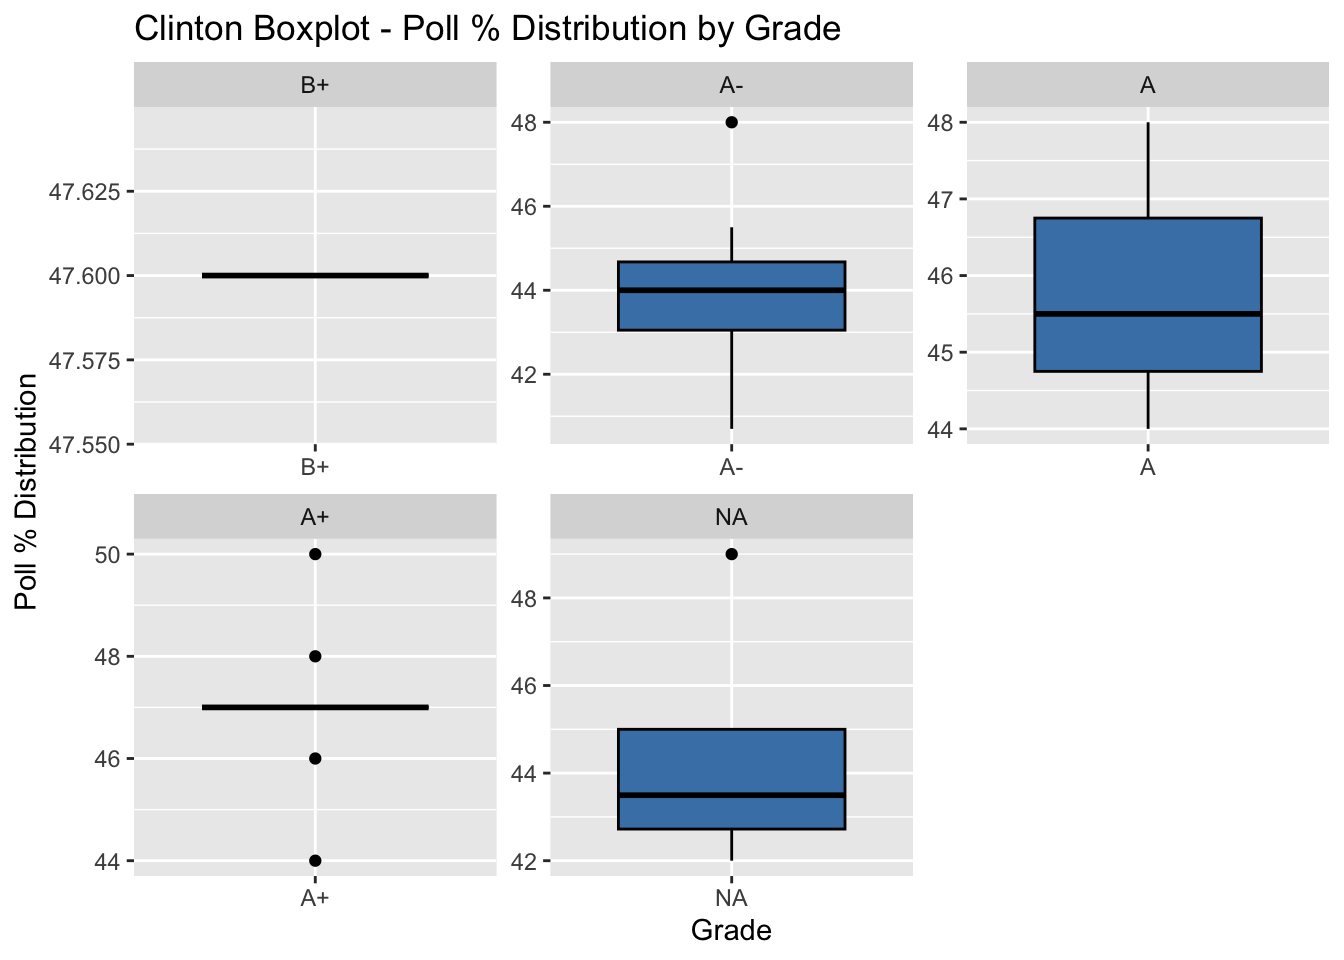 Clinton Boxplot - Poll % Distribution by Grade
B+
A-
A
47.625
47.600
47.575
47.550
48
46
44
42
48
47
46
45
44
B+
A-
A
Poll % Distribution
A+
NA
50
48
46
44
48
46
44
42
A+
NA
Grade